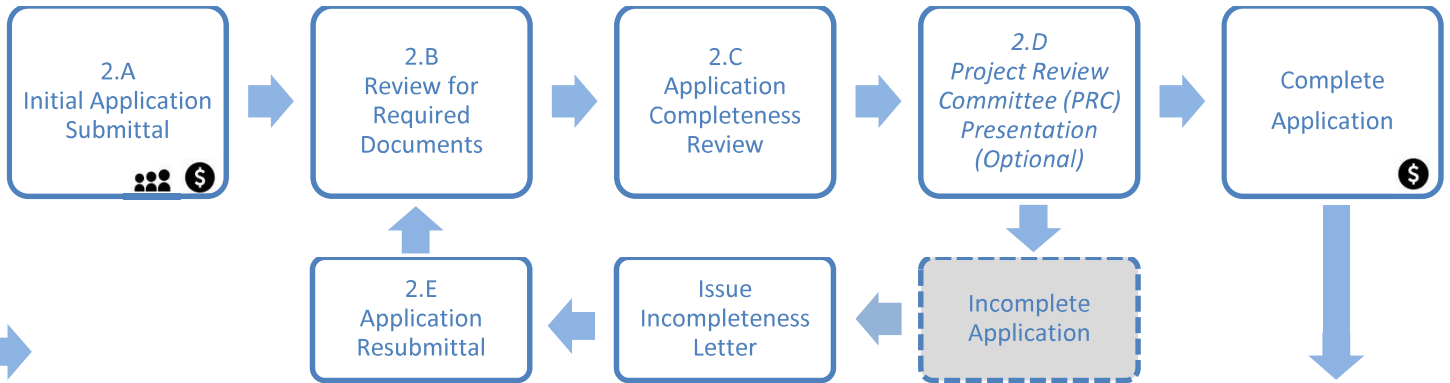 2.A
Initial Application
Submittal
$
2.B
Review for
Required
Documents
2.C
Application
Completeness
Review
2.D
Project Review
Committee (PRC)
Presentation
(Optional)
Complete
Application
$
2.E
Application
Resubmittal
Issue
Incompleteness
Letter
Incomplete
Application